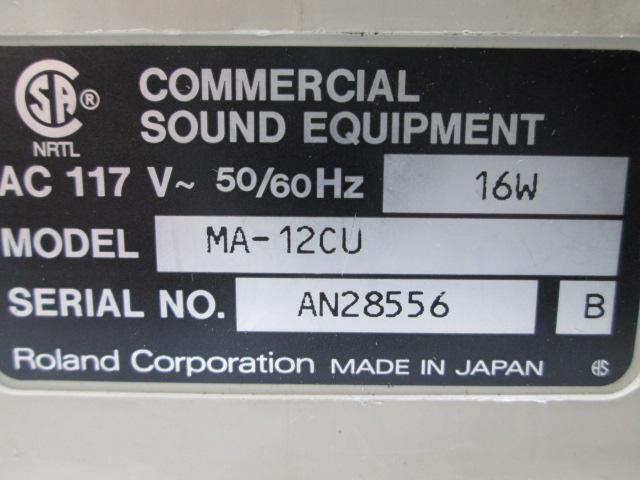 SA ®
NRTL
COMMERCIAL
SOUND EQUIPMENT
AC 117 V~ 50/60Hz 16W
MODEL MA-12CU
SERIAL NO. AN28556 B
Roland Corporation MADE IN JAPAN